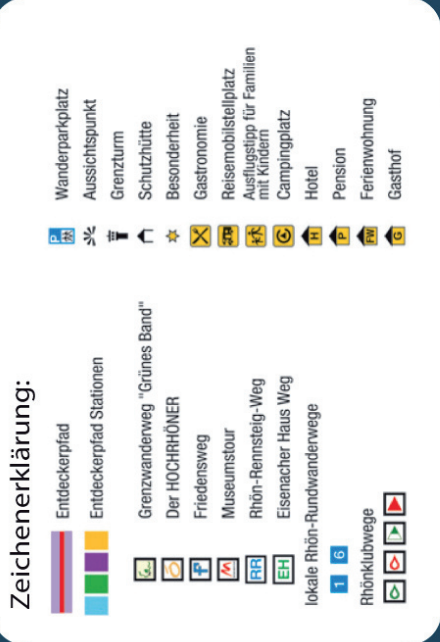 Zeichenerklärung:
Entdeckerpfad
Entdeckerpfad Stationen
Grenzwanderweg "Grünes Band"
Der HOCHRHÖNER
Friedensweg
M Museumstour
RR Rhön-Rennsteig-Weg
EH Eisenacher Haus Weg
lokale Rhön-Rundwanderwege
1 6
Rhönklubwege
P Wanderparkplatz
Aussichtspunkt
Grenzturm
Schutzhütte
Besonderheit
Gastronomie
Reisemobilstellplatz
Ausflugstipp für Familien
mit Kindern
Campingplatz
H Hotel
P Pension
FW Ferienwohnung
G Gasthof